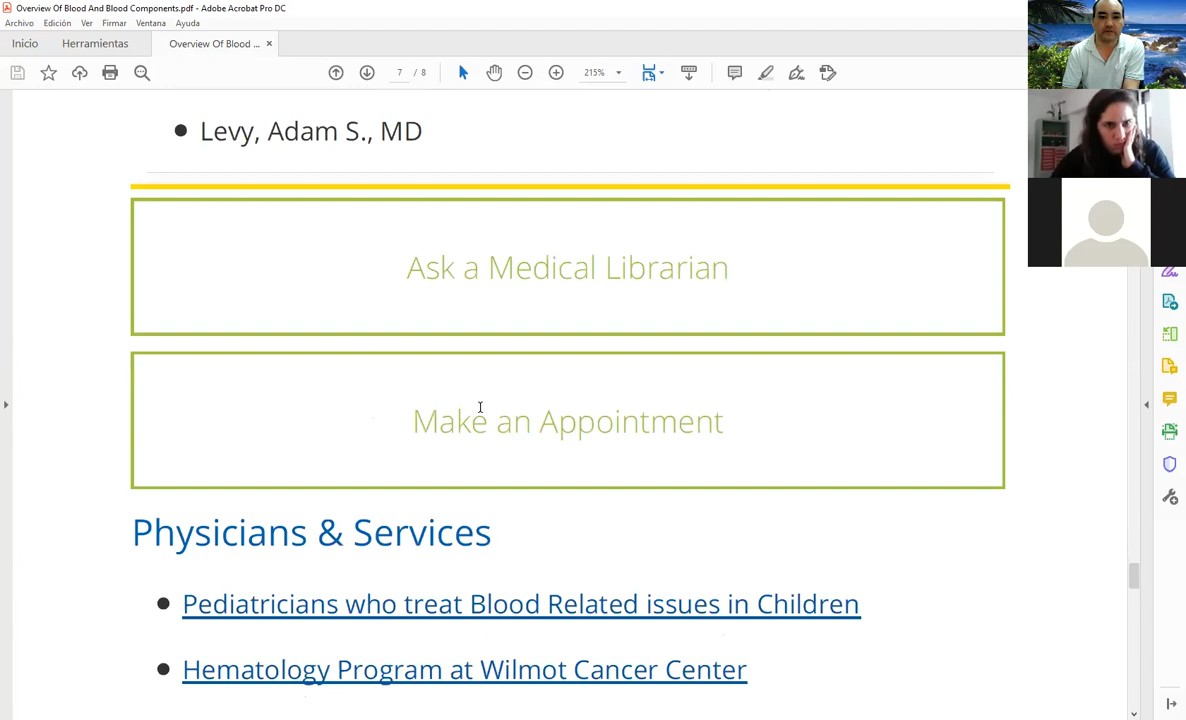 Overview Of Blood And Blood Components.pdf - Adobe Acrobat Pro DC
Archivo Edición Ver Firmar Ventana Ayuda
Inicio Herramientas Overview Of Blood ... ×
7 / 8 215%
Levy, Adam S., MD
Ask a Medical Librarian
Make an Appointment
Physicians & Services
Pediatricians who treat Blood Related issues in Children
Hematology Program at Wilmot Cancer Center